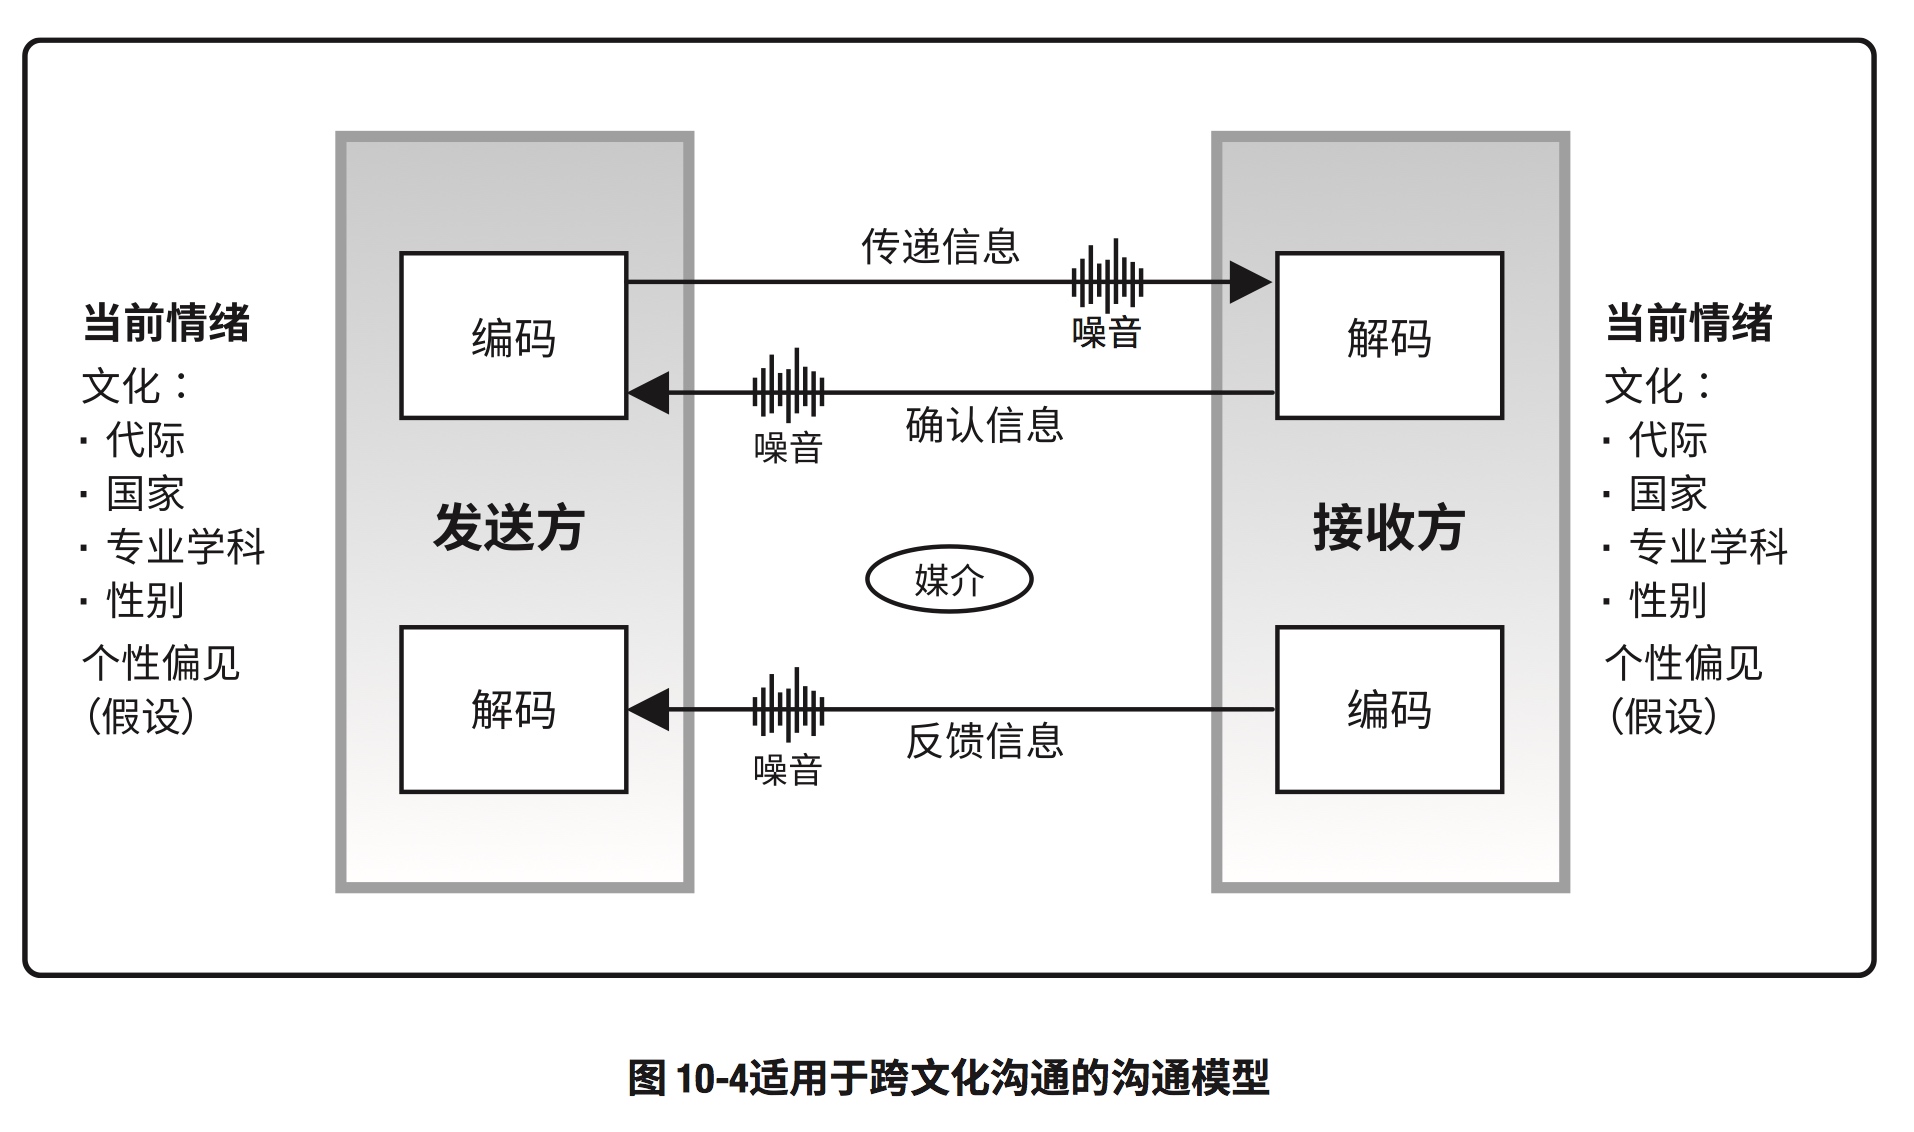 当前情绪
文化：
· 代际
· 国家
· 专业学科
· 性别
个性偏见
（假设）
编码
发送方
解码
传递信息
噪音
噪音
确认信息
媒介
噪音
反馈信息
解码
接收方
编码
当前情绪
文化：
· 代际
· 国家
· 专业学科
· 性别
个性偏见
（假设）
图 10-4适用于跨文化沟通的沟通模型